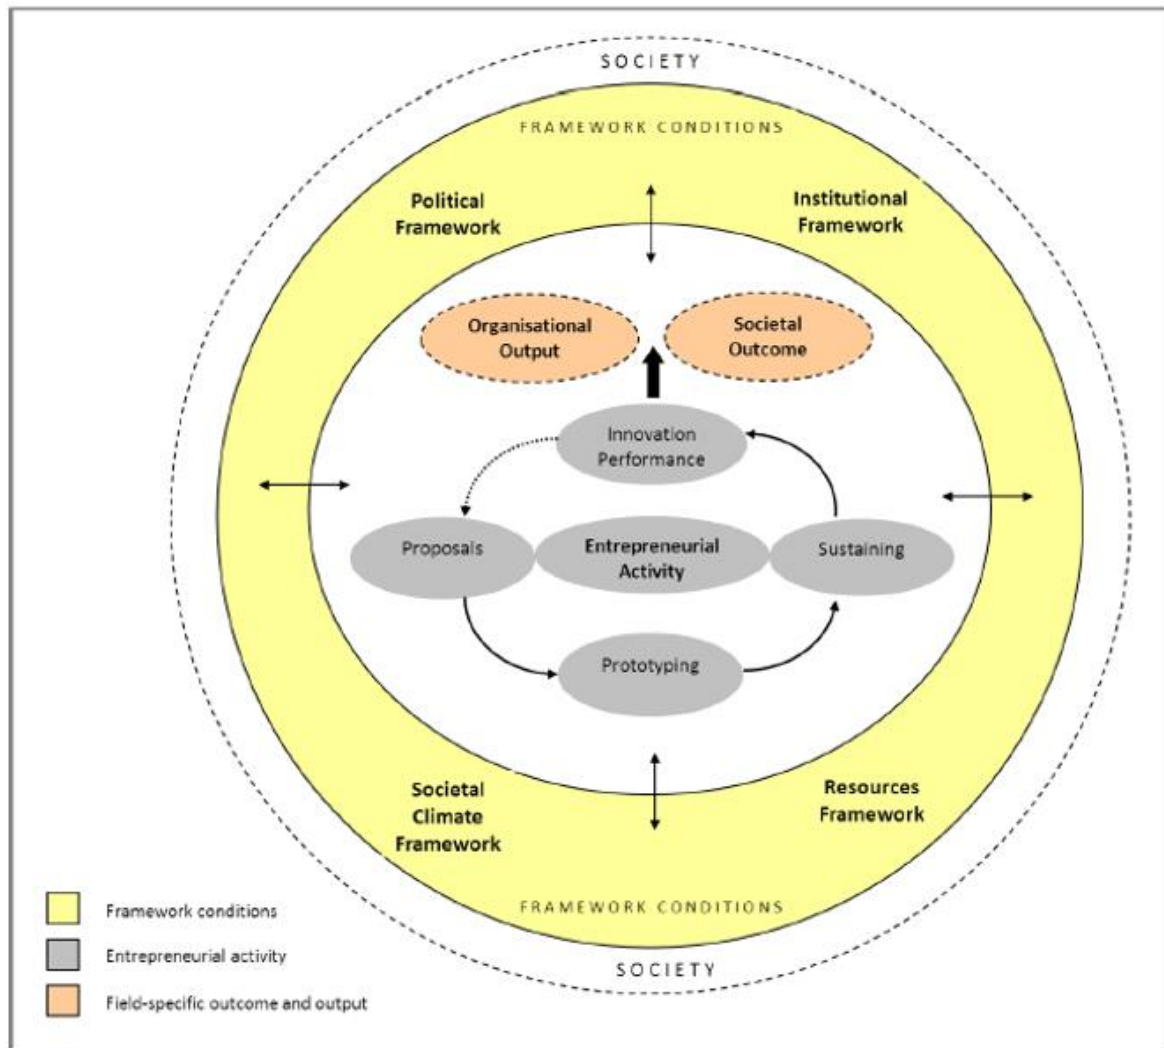 SOCIETY
FRAMEWORK CONDITIONS
Political
Framework
Institutional
Framework
Organisational
Output
Societal
Outcome
Innovation
Performance
Proposals
Entrepreneurial
Activity
Sustaining
Prototyping
Societal
Climate
Framework
Resources
Framework
FRAMEWORK CONDITIONS
SOCIETY
Framework conditions
Entrepreneurial activity
Field-specific outcome and output